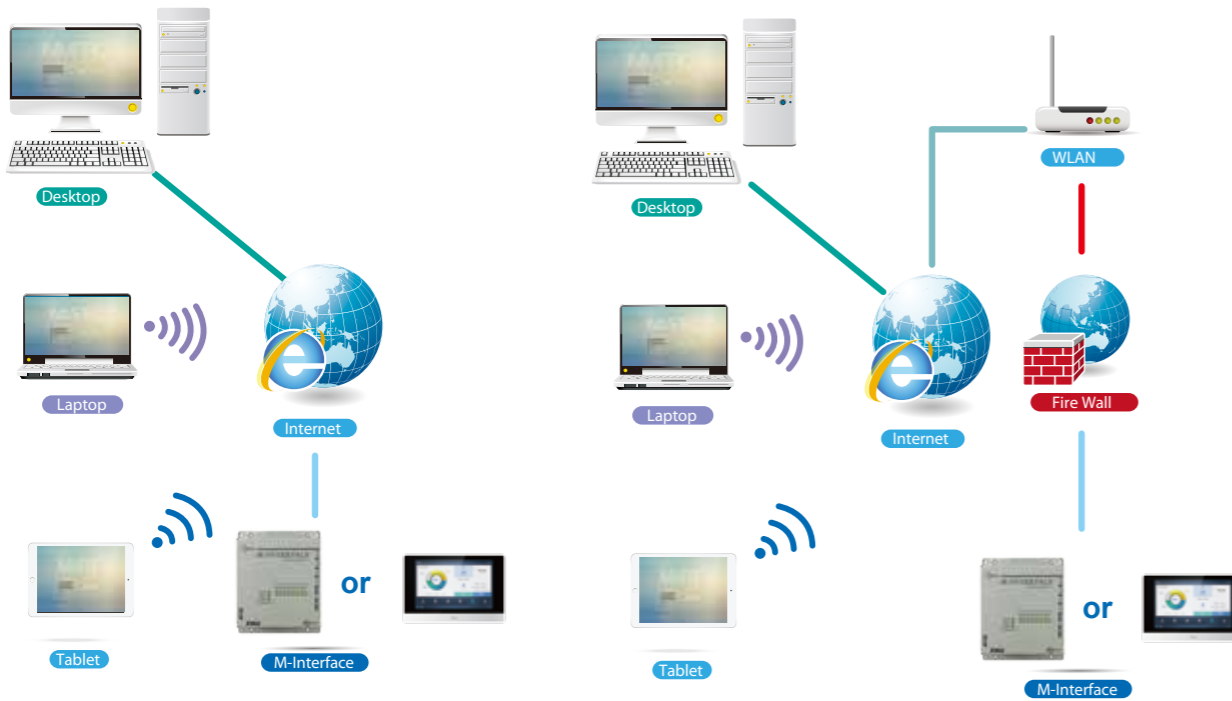 Desktop
Laptop
Internet
Tablet
or
M-Interface
Desktop
WLAN
Laptop
Internet
Fire Wall
Tablet
or
M-Interface